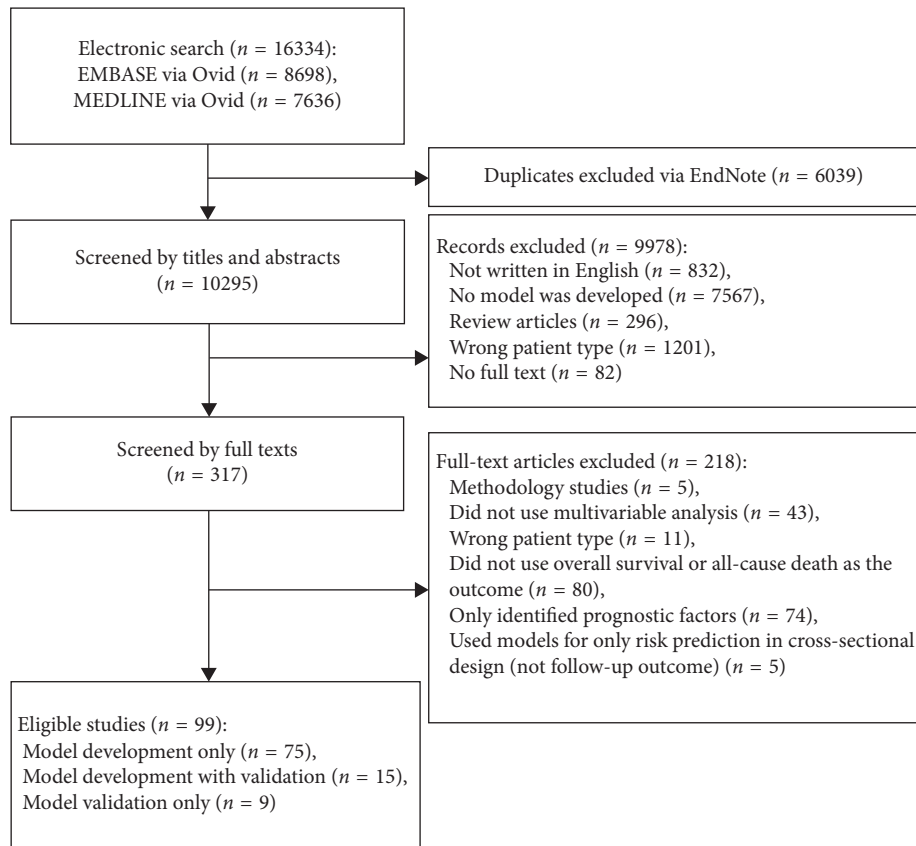 Electronic search (n = 16334):
EMBASE via Ovid (n = 8698),
MEDLINE via Ovid (n = 7636)
Duplicates excluded via EndNote (n = 6039)
Screened by titles and abstracts
(n = 10295)
Records excluded (n = 9978):
Not written in English (n = 832),
No model was developed (n = 7567),
Review articles (n = 296),
Wrong patient type (n = 1201),
No full text (n = 82)
Screened by full texts
(n = 317)
Full-text articles excluded (n = 218):
Methodology studies (n = 5),
Did not use multivariable analysis (n = 43),
Wrong patient type (n = 11),
Did not use overall survival or all-cause death as the
outcome (n = 80),
Only identified prognostic factors (n = 74),
Used models for only risk prediction in cross-sectional
design (not follow-up outcome) (n = 5)
Eligible studies (n = 99):
Model development only (n = 75),
Model development with validation (n = 15),
Model validation only (n = 9)